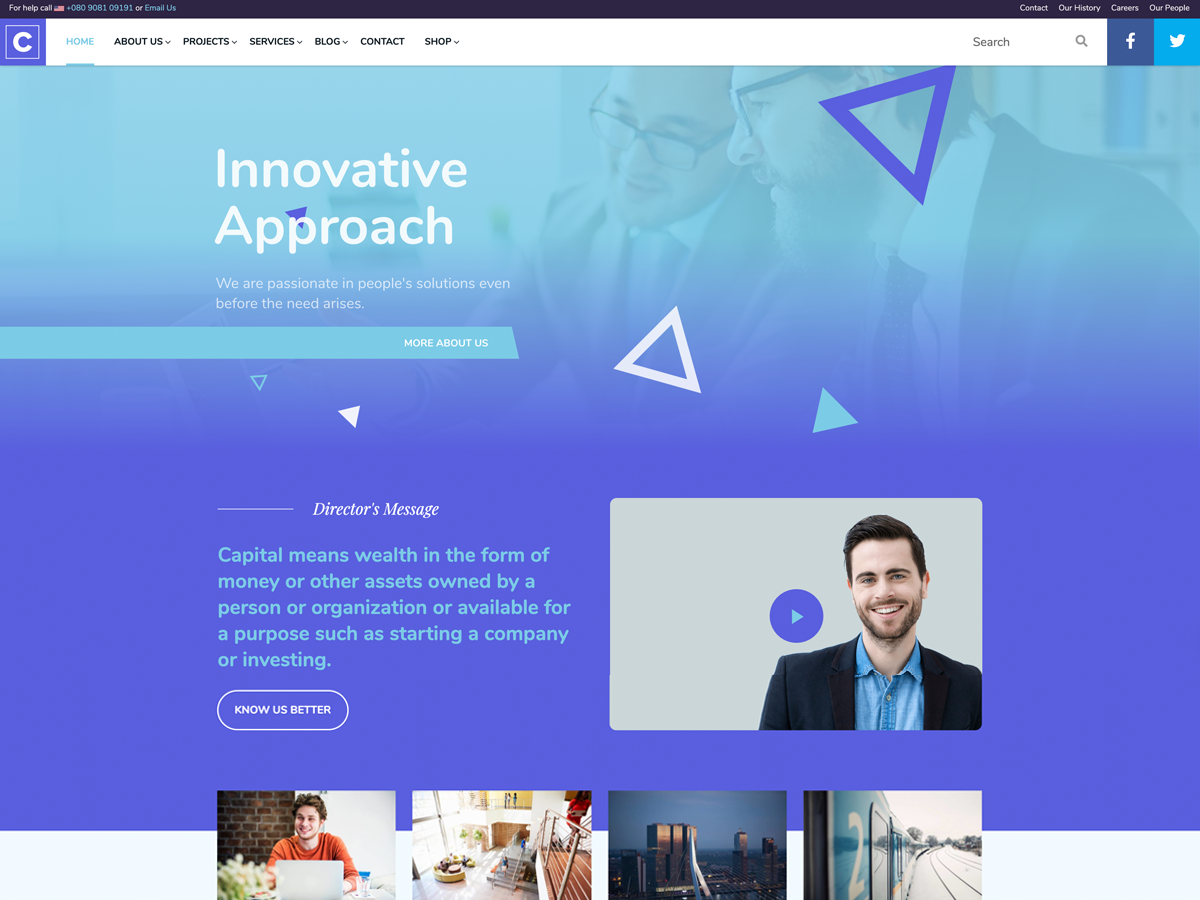 For help call +080 9081 09191 or Email Us
Contact Our History Careers Our People
C HOME ABOUT US PROJECTS SERVICES BLOG CONTACT SHOP Search
Innovative
Approach
We are passionate in people's solutions even
before the need arises.
MORE ABOUT US
Director's Message
Capital means wealth in the form of
money or other assets owned by a
person or organization or available for
a purpose such as starting a company
or investing.
KNOW US BETTER
2